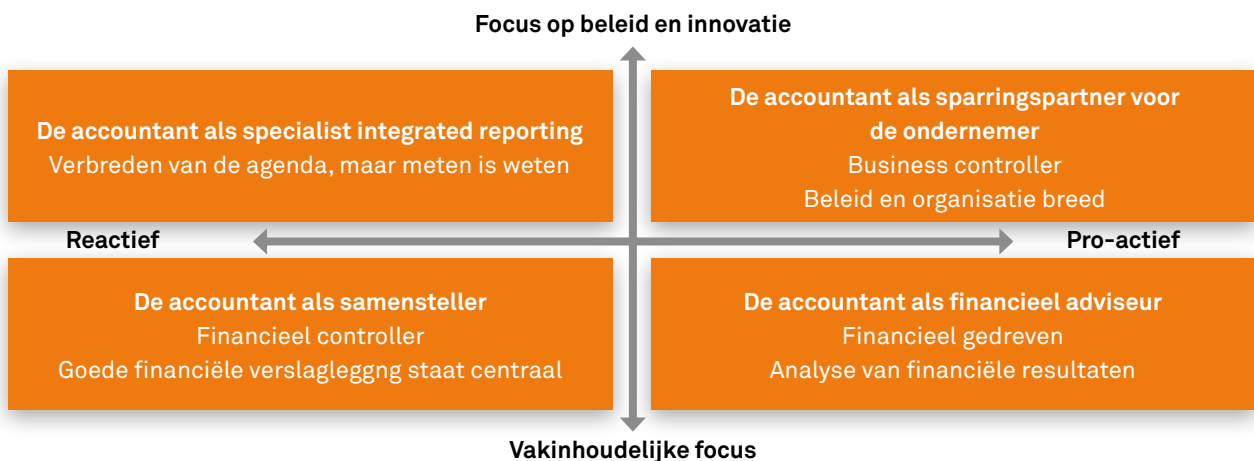 Focus op beleid en innovatie
De accountant als specialist integrated reporting
Verbreden van de agenda, maar meten is weten
De accountant als sparringspartner voor
de ondernemer
Business controller
Beleid en organisatie breed
Reactief
Pro-actief
De accountant als samensteller
Financieel controller
Goede financiële verslagleggng staat centraal
De accountant als financieel adviseur
Financieel gedreven
Analyse van financiële resultaten
Vakinhoudelijke focus